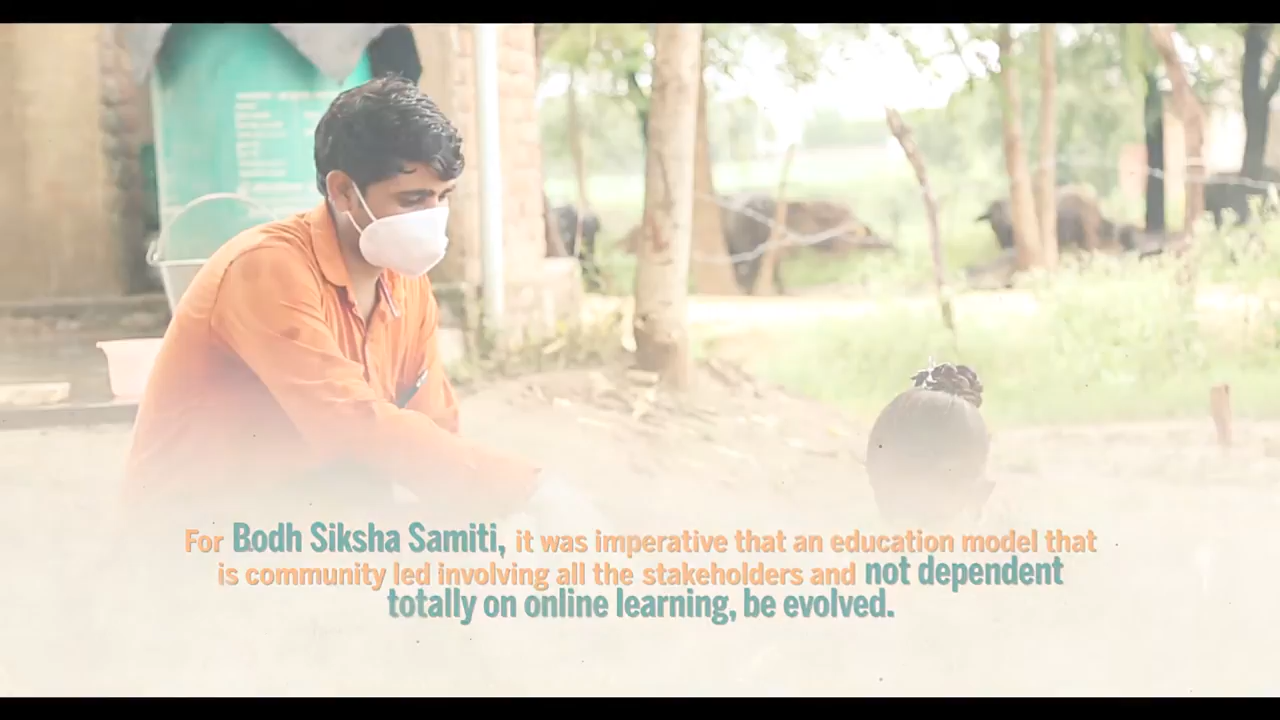 For Bodh Siksha Samiti, it was imperative that an education model that
is community led involving all the stakeholders and not dependent
totally on online learning, be evolved.